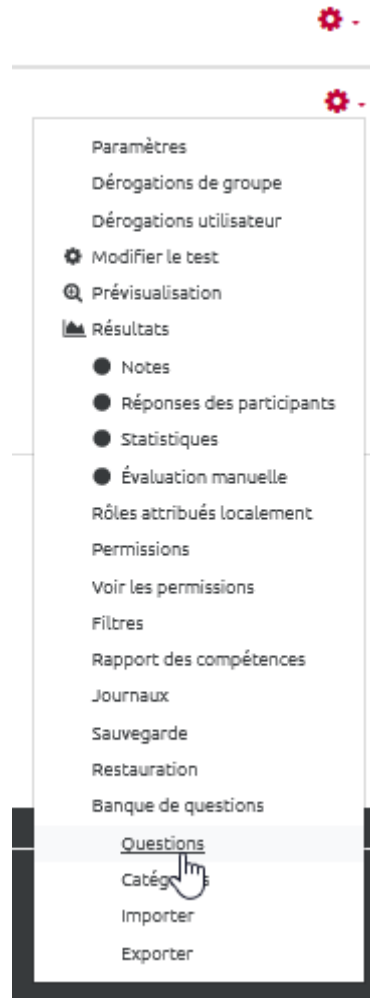 Paramètres
Dérogations de groupe
Dérogations utilisateur
Modifier le test
Prévisualisation
Résultats
Notes
Réponses des participants
Statistiques
Évaluation manuelle
Rôles attribués localement
Permissions
Voir les permissions
Filtres
Rapport des compétences
Journaux
Sauvegarde
Restauration
Banque de questions
Questions
Importer
Exporter